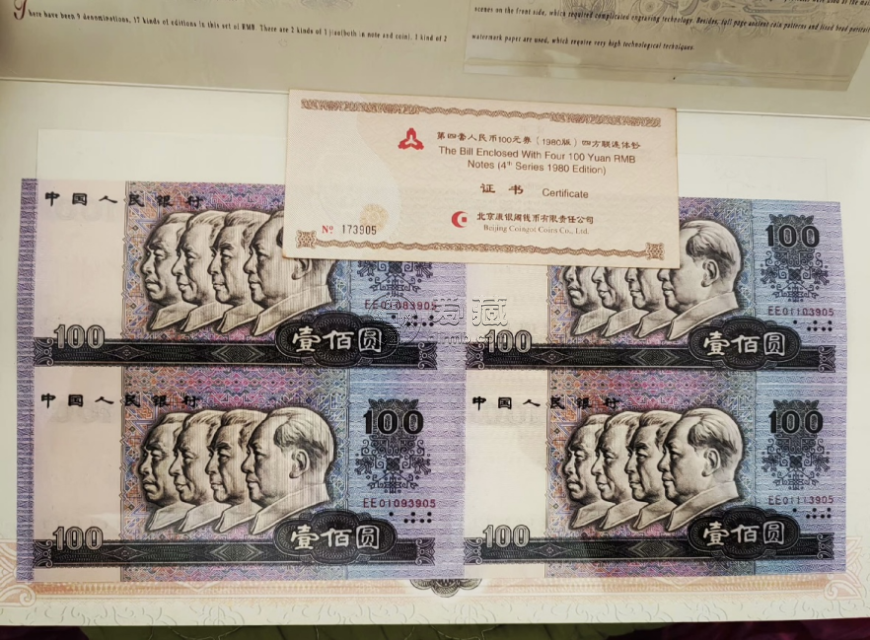 There have been 9 denominations, 17 kinds of editions in this set of RMB There are 2 kinds of 1 jiao(both in note and coin), 1 kind of 2
scenes on the front side, which required complicated engraving technology. Besides, full page ancient coin patterns and fixed head portrait
watermark paper are used, which require very high technological techniques.
第四套人民币100元券（1980版）四方联连体钞
The Bill Enclosed With Four 100 Yuan RMB
Notes (4th Series 1980 Edition)
证书 Certificate
北京康银阁钱币有限责任公司
Beijing Coingoi Coins Co., Ltd.
No 173905
中国人民银行
EE01083905
100
壹佰圆
100
EE01103905
100
壹佰圆
中国人民银行
100
EE01093905
100
壹佰圆
中国人民银行
100
EE01113905
100
壹佰圆
爱藏